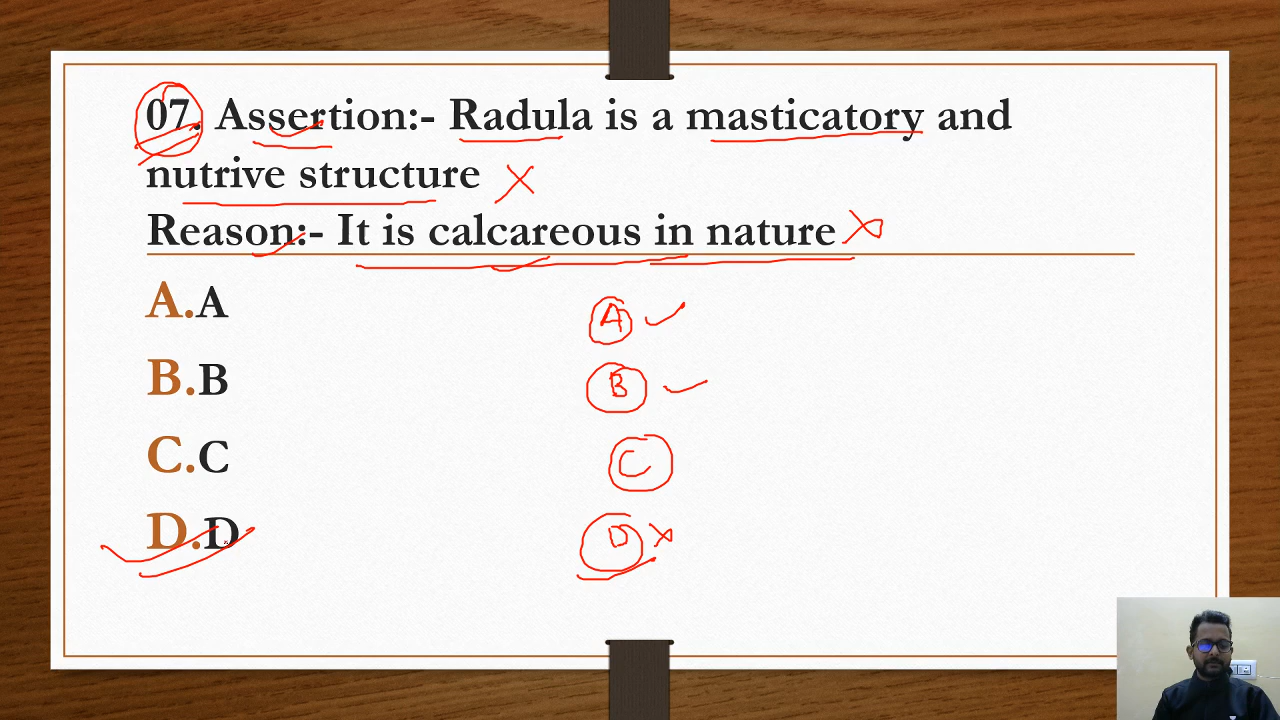 07. Assertion:- Radula is a masticatory and
nutrive structure
Reason:- It is calcareous in nature
A.A
B.B
C.C
D.D
A
B
C
D